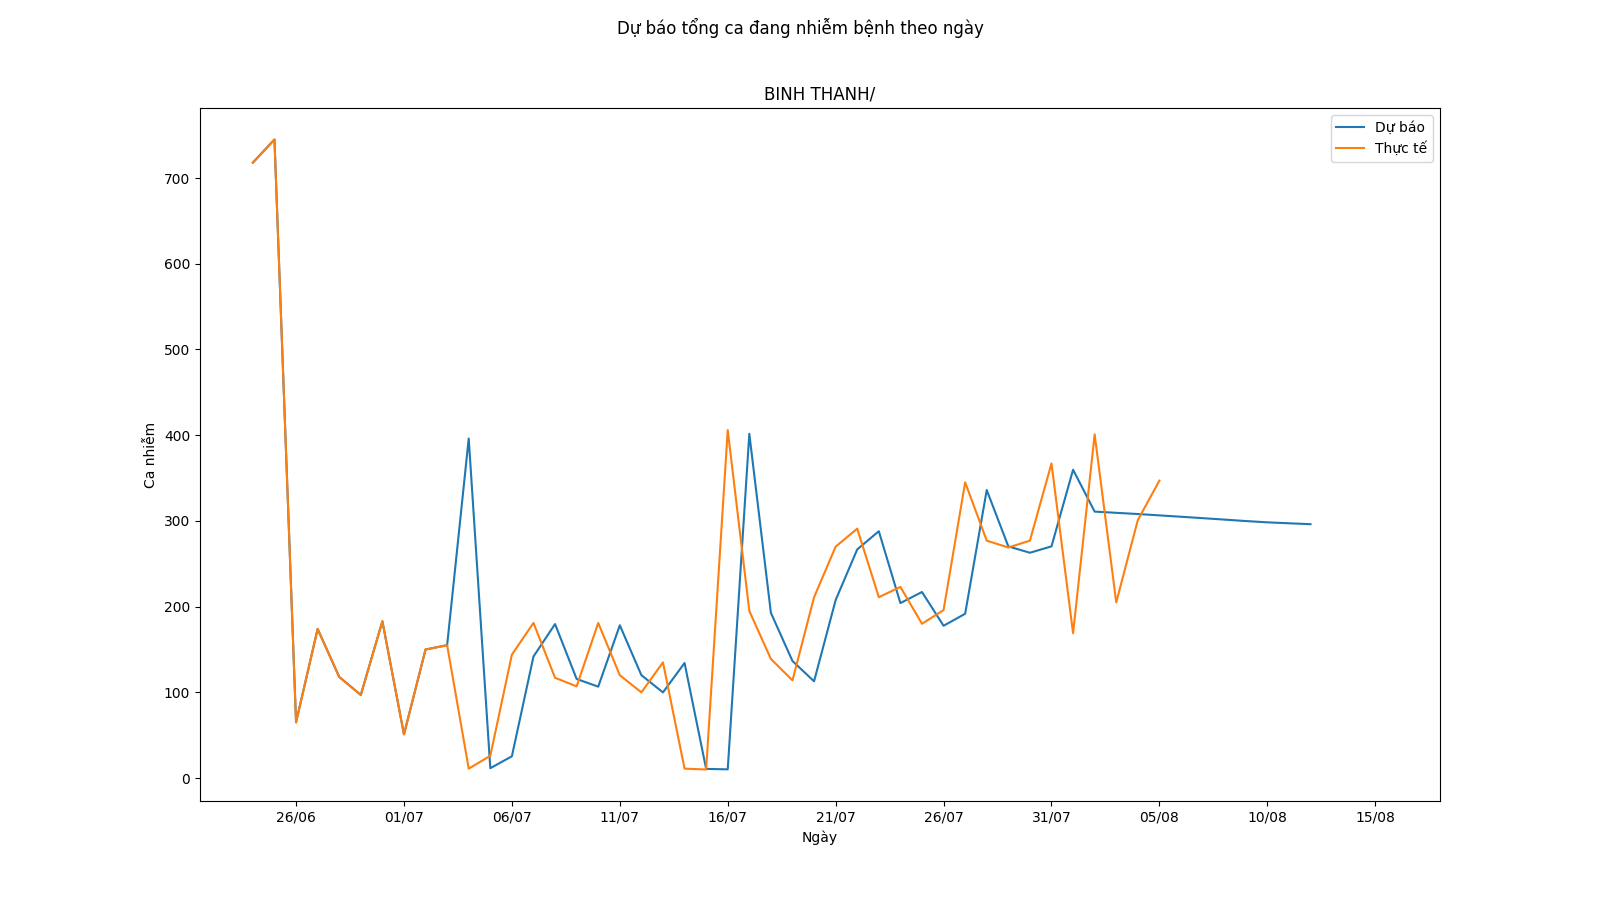 Dự báo tổng ca đang nhiễm bệnh theo ngày
BINH THANH/
Dự báo
Thực tế
700
600
500
400
300
200
100
0
Ca nhiễm
26/06 01/07 06/07 11/07 16/07 21/07 26/07 31/07 05/08 10/08 15/08
Ngày